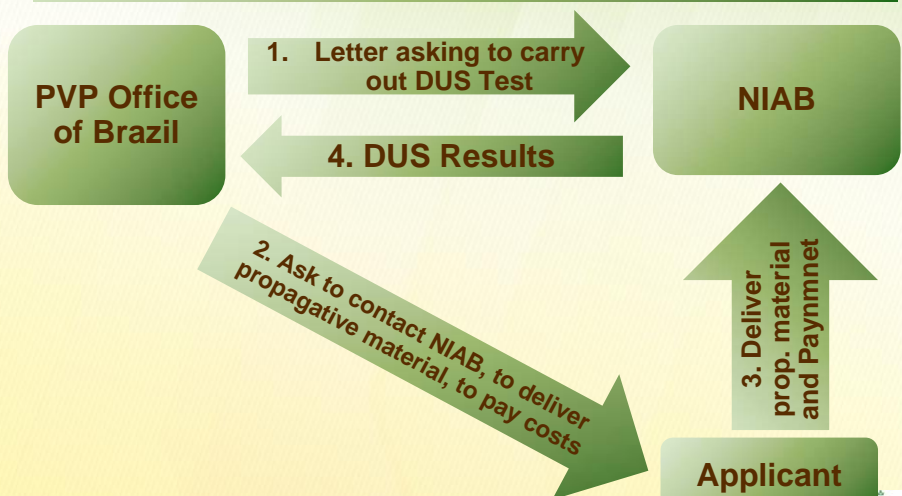 PVP Office
of Brazil
1. Letter asking to carry
out DUS Test
NIAB
4. DUS Results
2. Ask to contact NIAB, to deliver
propagative material, to pay costs
3. Deliver
prop. material
and Paynmnet
Applicant